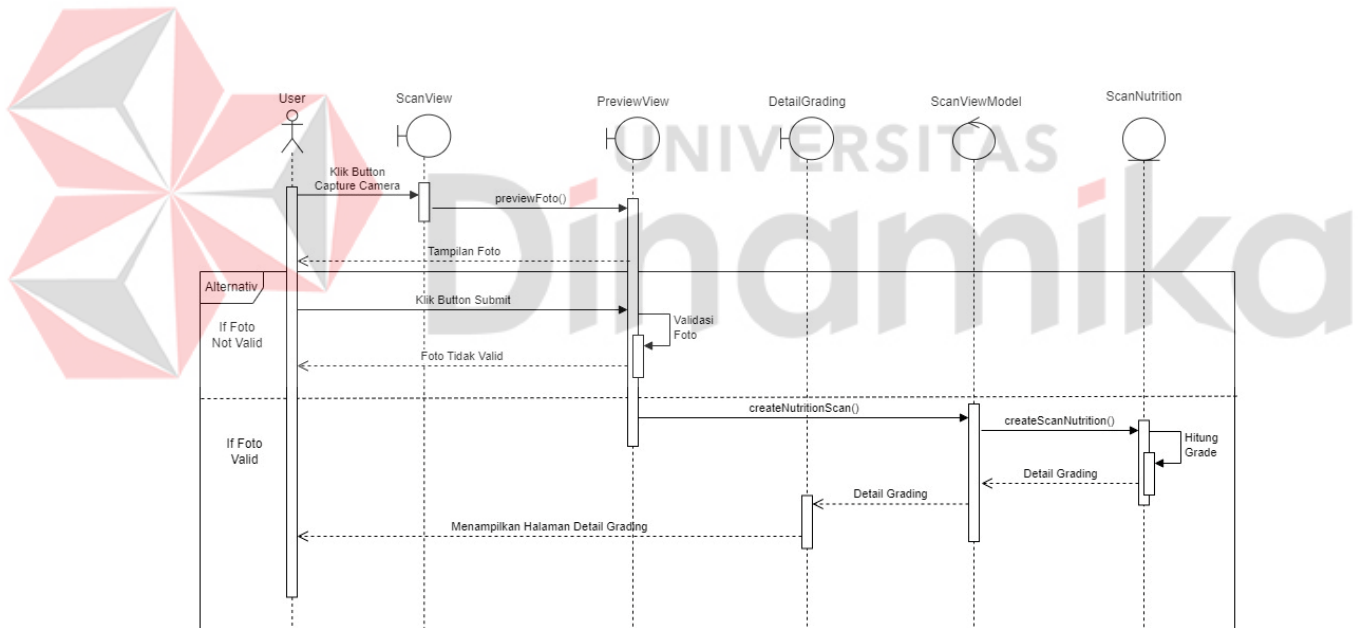 User
ScanView
PreviewView
DetailGrading
ScanViewModel
ScanNutrition
UNIVERSITAS
Dinamika
Klik Button
Capture Camera
previewFoto()
Tampilan Foto
Alternativ
Klik Button Submit
If Foto
Not Valid
Validasi
Foto
Foto Tidak Valid
createNutritionScan()
createScanNutrition()
If Foto
Valid
Hitung
Grade
Detail Grading
Detail Grading
Menampilkan Halaman Detail Grading